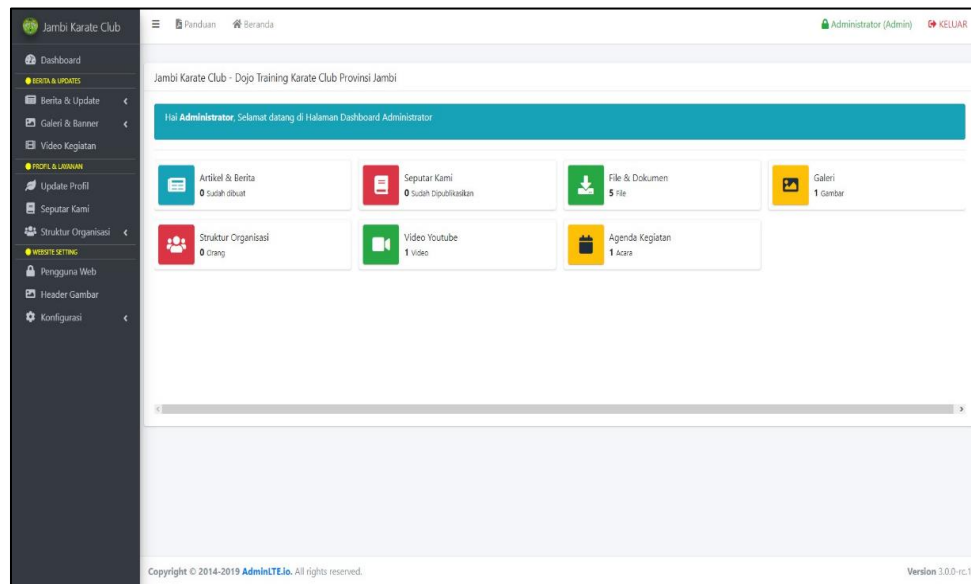 Jambi Karate Club
Panduan
Beranda
Administrator (Admin)
KELUAR
Dashboard
BERITA & UPDATES
Berita & Update
Galeri & Banner
Video Kegiatan
PROFIL & LAYANAN
Update Profil
Seputar Kami
Struktur Organisasi
WEBSITE SETTING
Pengguna Web
Header Gambar
Konfigurasi
Jambi Karate Club - Dojo Training Karate Club Provinsi Jambi
Hai Administrator, Selamat datang di Halaman Dashboard Administrator
Artikel & Berita
0 Sudah dibuat
Seputar Kami
0 Sudah Dipublikasikan
File & Dokumen
5 File
Galeri
1 Gambar
Struktur Organisasi
0 Orang
Video Youtube
1 Video
Agenda Kegiatan
1 Acara
Copyright © 2014-2019 AdminLTE.io. All rights reserved.
Version 3.0.0-rc.1